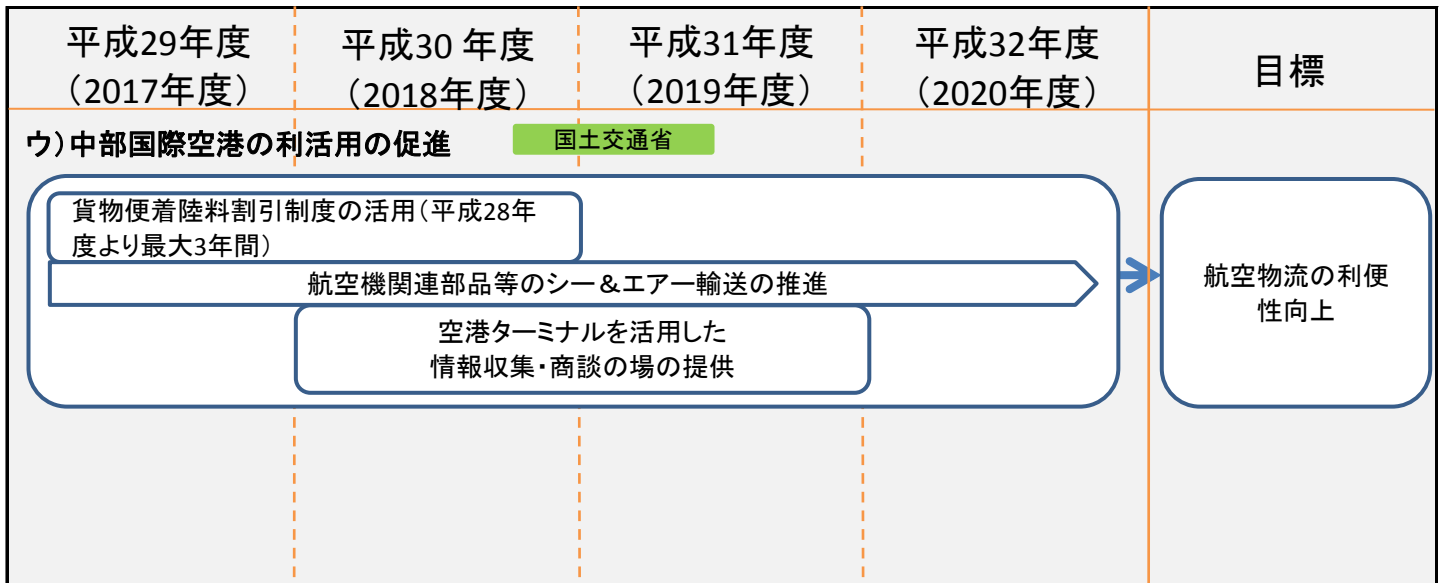 平成29年度
(2017年度)
平成30 年度
(2018年度)
平成31年度
(2019年度)
平成32年度
(2020年度)
目標
ウ)中部国際空港の利活用の促進
国土交通省
貨物便着陸料割引制度の活用(平成28年
度より最大3年間)
航空機関連部品等のシー&エアー輸送の推進
空港ターミナルを活用した
情報収集・商談の場の提供
航空物流の利便
性向上